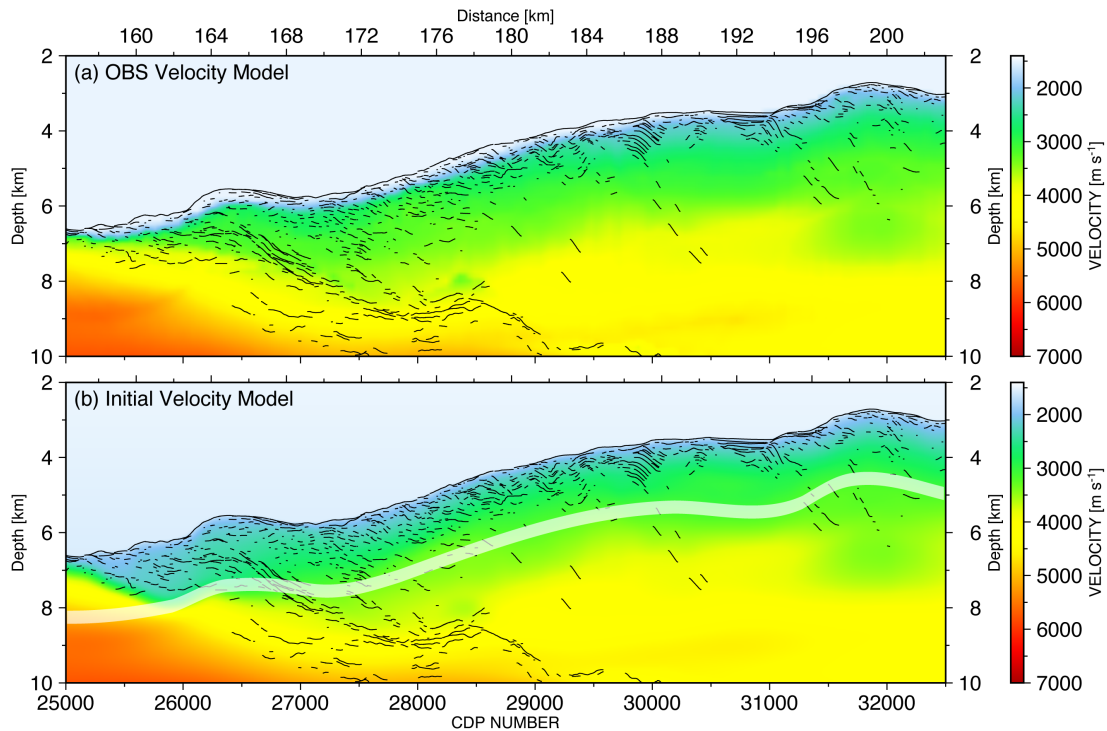 Distance [km]
160 164 168 172 176 180 184 188 192 196 200
(a) OBS Velocity Model
2 4 6 8 10
Depth [km]
2 4 6 8 10
Depth [km]
2000 3000 4000 5000 6000 7000
VELOCITY [m s⁻¹]
(b) Initial Velocity Model
2 4 6 8 10
Depth [km]
2 4 6 8 10
Depth [km]
2000 3000 4000 5000 6000 7000
VELOCITY [m s⁻¹]
25000 26000 27000 28000 29000 30000 31000 32000
CDP NUMBER